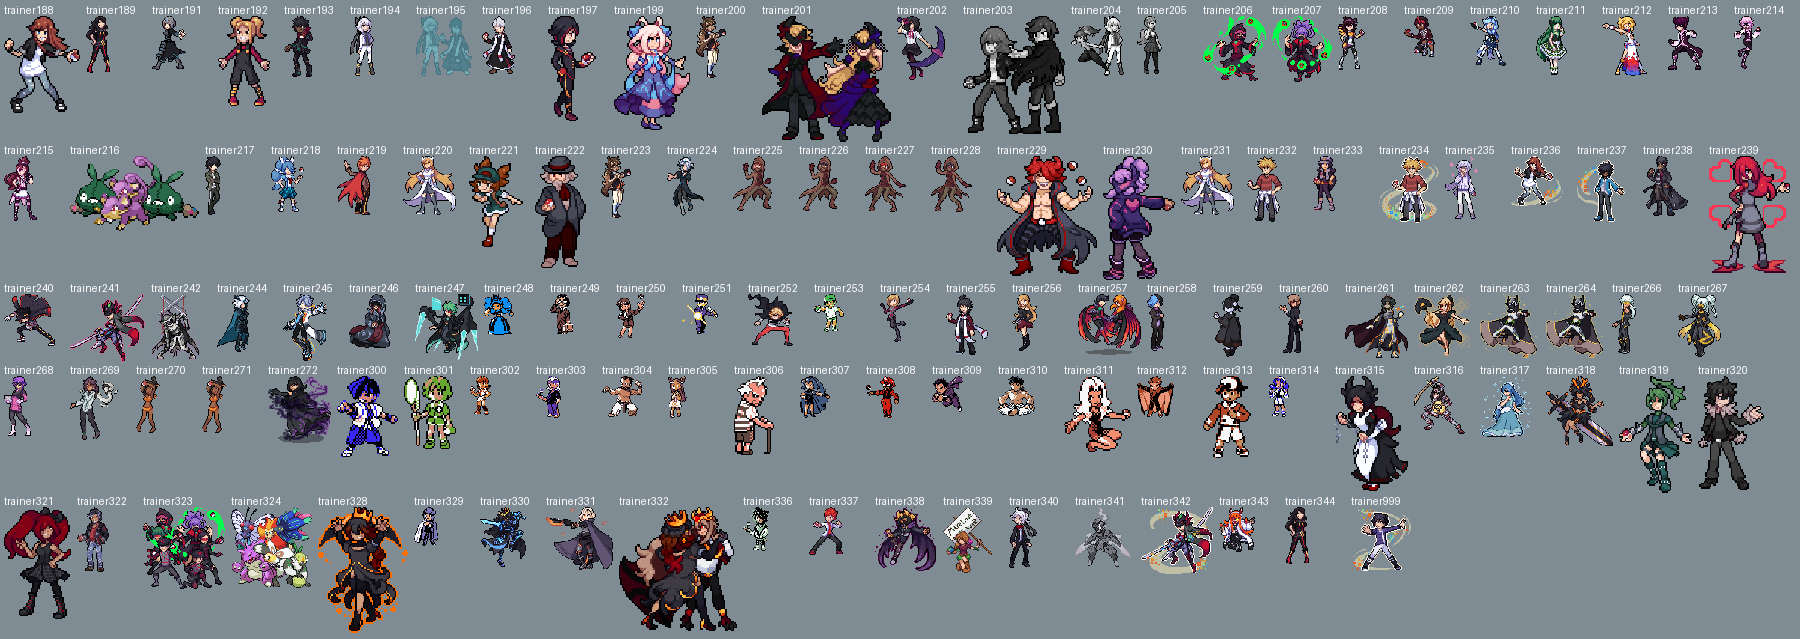 trainer188 trainer189 trainer191 trainer192 trainer193 trainer194 trainer195 trainer196 trainer197 trainer199 trainer200 trainer201 trainer202 trainer203 trainer204 trainer205 trainer206 trainer207 trainer208 trainer209 trainer210 trainer211 trainer212 trainer213 trainer214
trainer215 trainer216 trainer217 trainer218 trainer219 trainer220 trainer221 trainer222 trainer223 trainer224 trainer225 trainer226 trainer227 trainer228 trainer229 trainer230 trainer231 trainer232 trainer233 trainer234 trainer235 trainer236 trainer237 trainer238 trainer239
trainer240 trainer241 trainer242 trainer244 trainer245 trainer246 trainer247 trainer248 trainer249 trainer250 trainer251 trainer252 trainer253 trainer254 trainer255 trainer256 trainer257 trainer258 trainer259 trainer260 trainer261 trainer262 trainer263 trainer264 trainer266 trainer267
trainer268 trainer269 trainer270 trainer271 trainer272 trainer300 trainer301 trainer302 trainer303 trainer304 trainer305 trainer306 trainer307 trainer308 trainer309 trainer310 trainer311 trainer312 trainer313 trainer314 trainer315 trainer316 trainer317 trainer318 trainer319 trainer320
trainer321 trainer322 trainer323 trainer324 trainer328 trainer329 trainer330 trainer331 trainer332 trainer336 trainer337 trainer338 trainer339 trainer340 trainer341 trainer342 trainer343 trainer344 trainer999